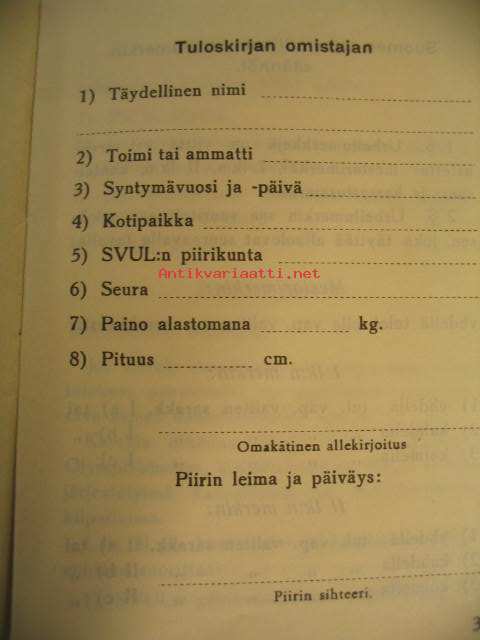 Tuloskirjan omistajan
1) Täydellinen nimi
2) Toimi tai ammatti
3) Syntymävuosi ja -päivä
4) Kotipaikka
5) SVUL:n piirikunta
Antikvariaatti.net
6) Seura
7) Paino alastomana kg.
8) Pituus cm.
Omakätinen allekirjoitus
Piirin leima ja päiväys:
Piirin sihteeri.
3